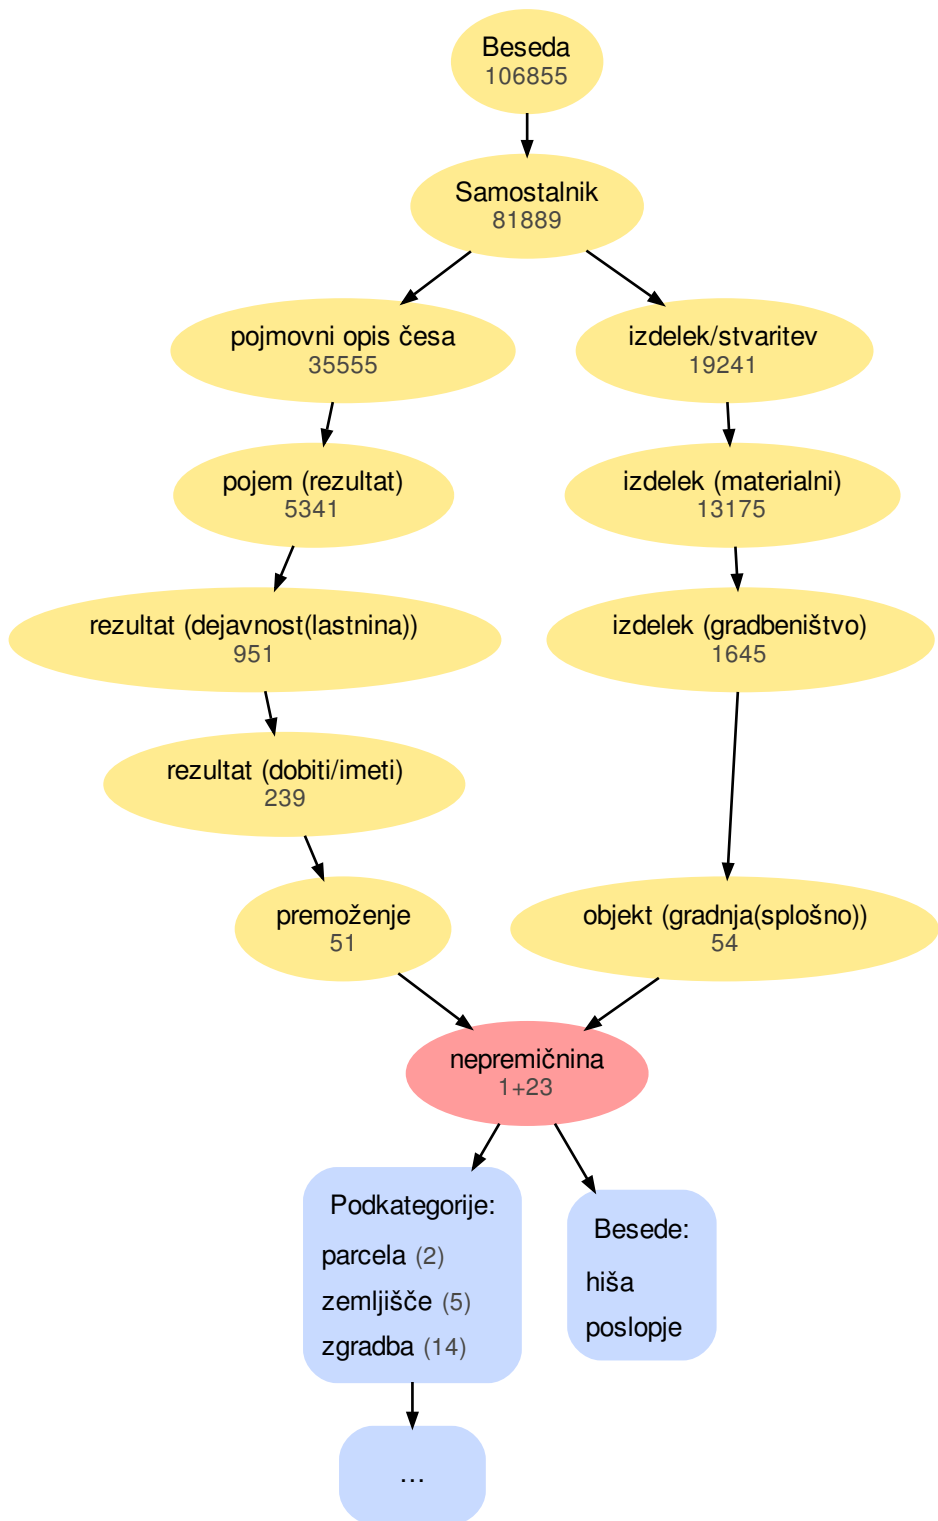 Beseda
106855
Samostalnik
81889
pojmovni opis česa
35555
izdelek/stvaritev
19241
pojem (rezultat)
5341
izdelek (materialni)
13175
rezultat (dejavnost(lastnina))
951
izdelek (gradbeništvo)
1645
rezultat (dobiti/imeti)
239
premoženje
51
objekt (gradnja(splošno))
54
nepremičnina
1+23
Podkategorije:
parcela (2)
zemljišče (5)
zgradba (14)
Besede:
hiša
poslopje
...